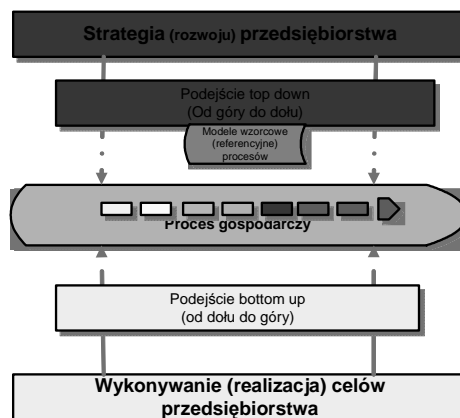 Strategia (rozwoju) przedsiębiorstwa
Podejście top down
(Od góry do dołu)
Modele wzorcowe
(referencyjne)
procesów
Proces gospodarczy
Podejście bottom up
(od dołu do góry)
Wykonywanie (realizacja) celów
przedsiębiorstwa